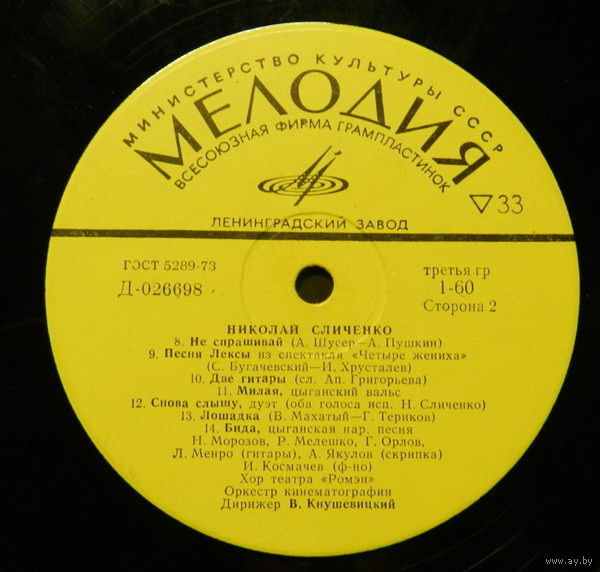 МИНИСТЕРСТВО КУЛЬТУРЫ СССР
МЕЛОДИЯ
ВСЕСОЮЗНАЯ ФИРМА ГРАМПЛАСТИНОК
▽33
ЛЕНИНГРАДСКИЙ ЗАВОД
ГОСТ 5289-73
третья гр
Д-026698
1-60
Сторона 2
НИКОЛАЙ СЛИЧЕНКО
8. Не спрашивай (А. Шусер—А. Пушкин)
9. Песня Лексы из спектакля «Четыре жениха»
(С. Бугачевский—И. Хрусталев)
10. Две гитары (сл. Ап. Григорьева)
11. Милая, цыганский вальс
12. Снова слышу, дуэт (оба голоса исп. Н. Сличенко)
13. Лошадка (В. Махатый—Г. Териков)
14. Бида, цыганская нар. песня
Н. Морозов, Р. Мелешко, Г. Орлов,
Л. Менро (гитары), А. Якулов (скрипка)
И. Космачев (ф-но)
Хор театра «Ромэн»
Оркестр кинематографии
Дирижер В. Кнушевицкий
www.ay.by